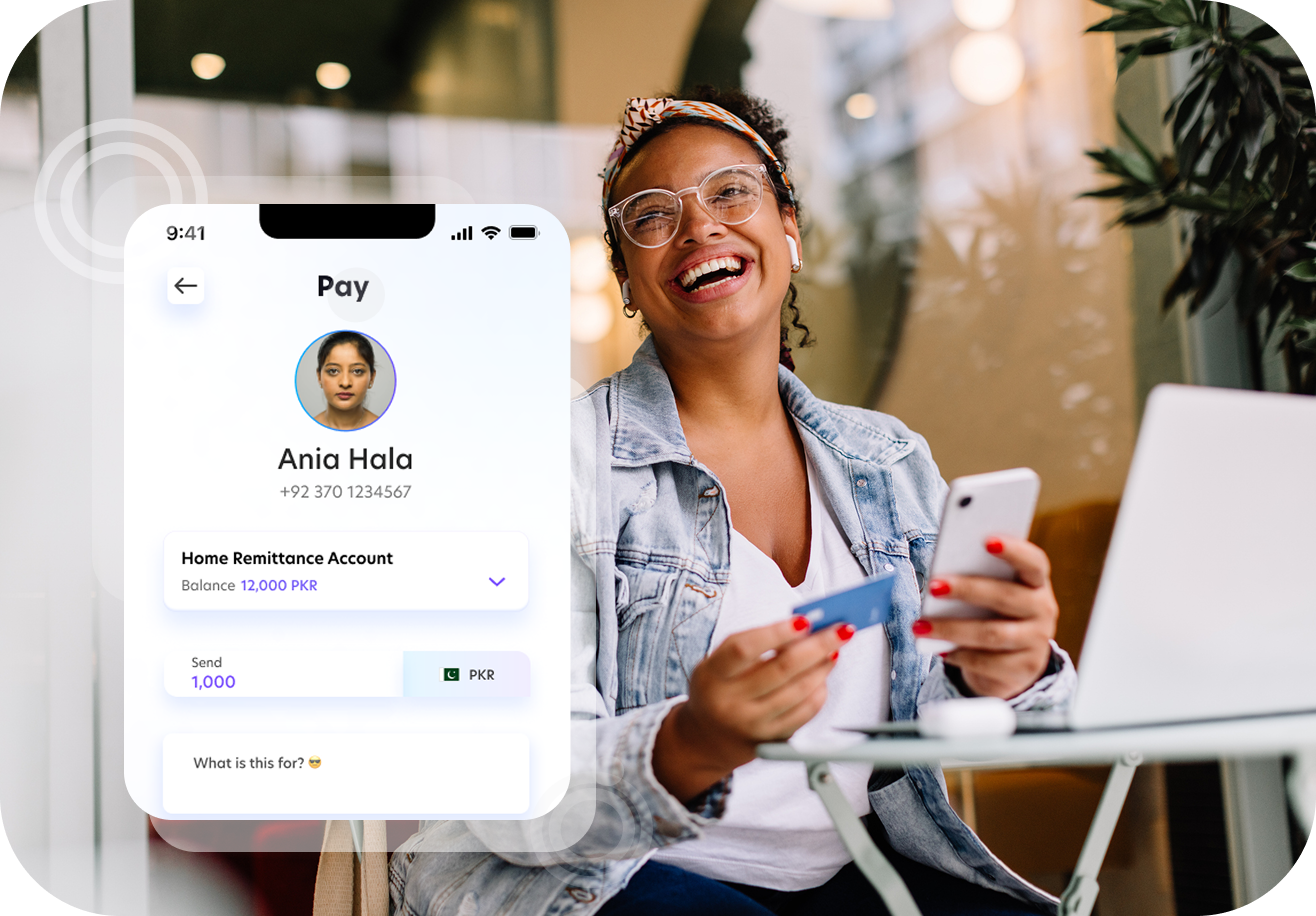 9:41
Pay
Ania Hala
+92 370 1234567
Home Remittance Account
Balance 12,000 PKR
Send
1,000
PKR
What is this for? 😎